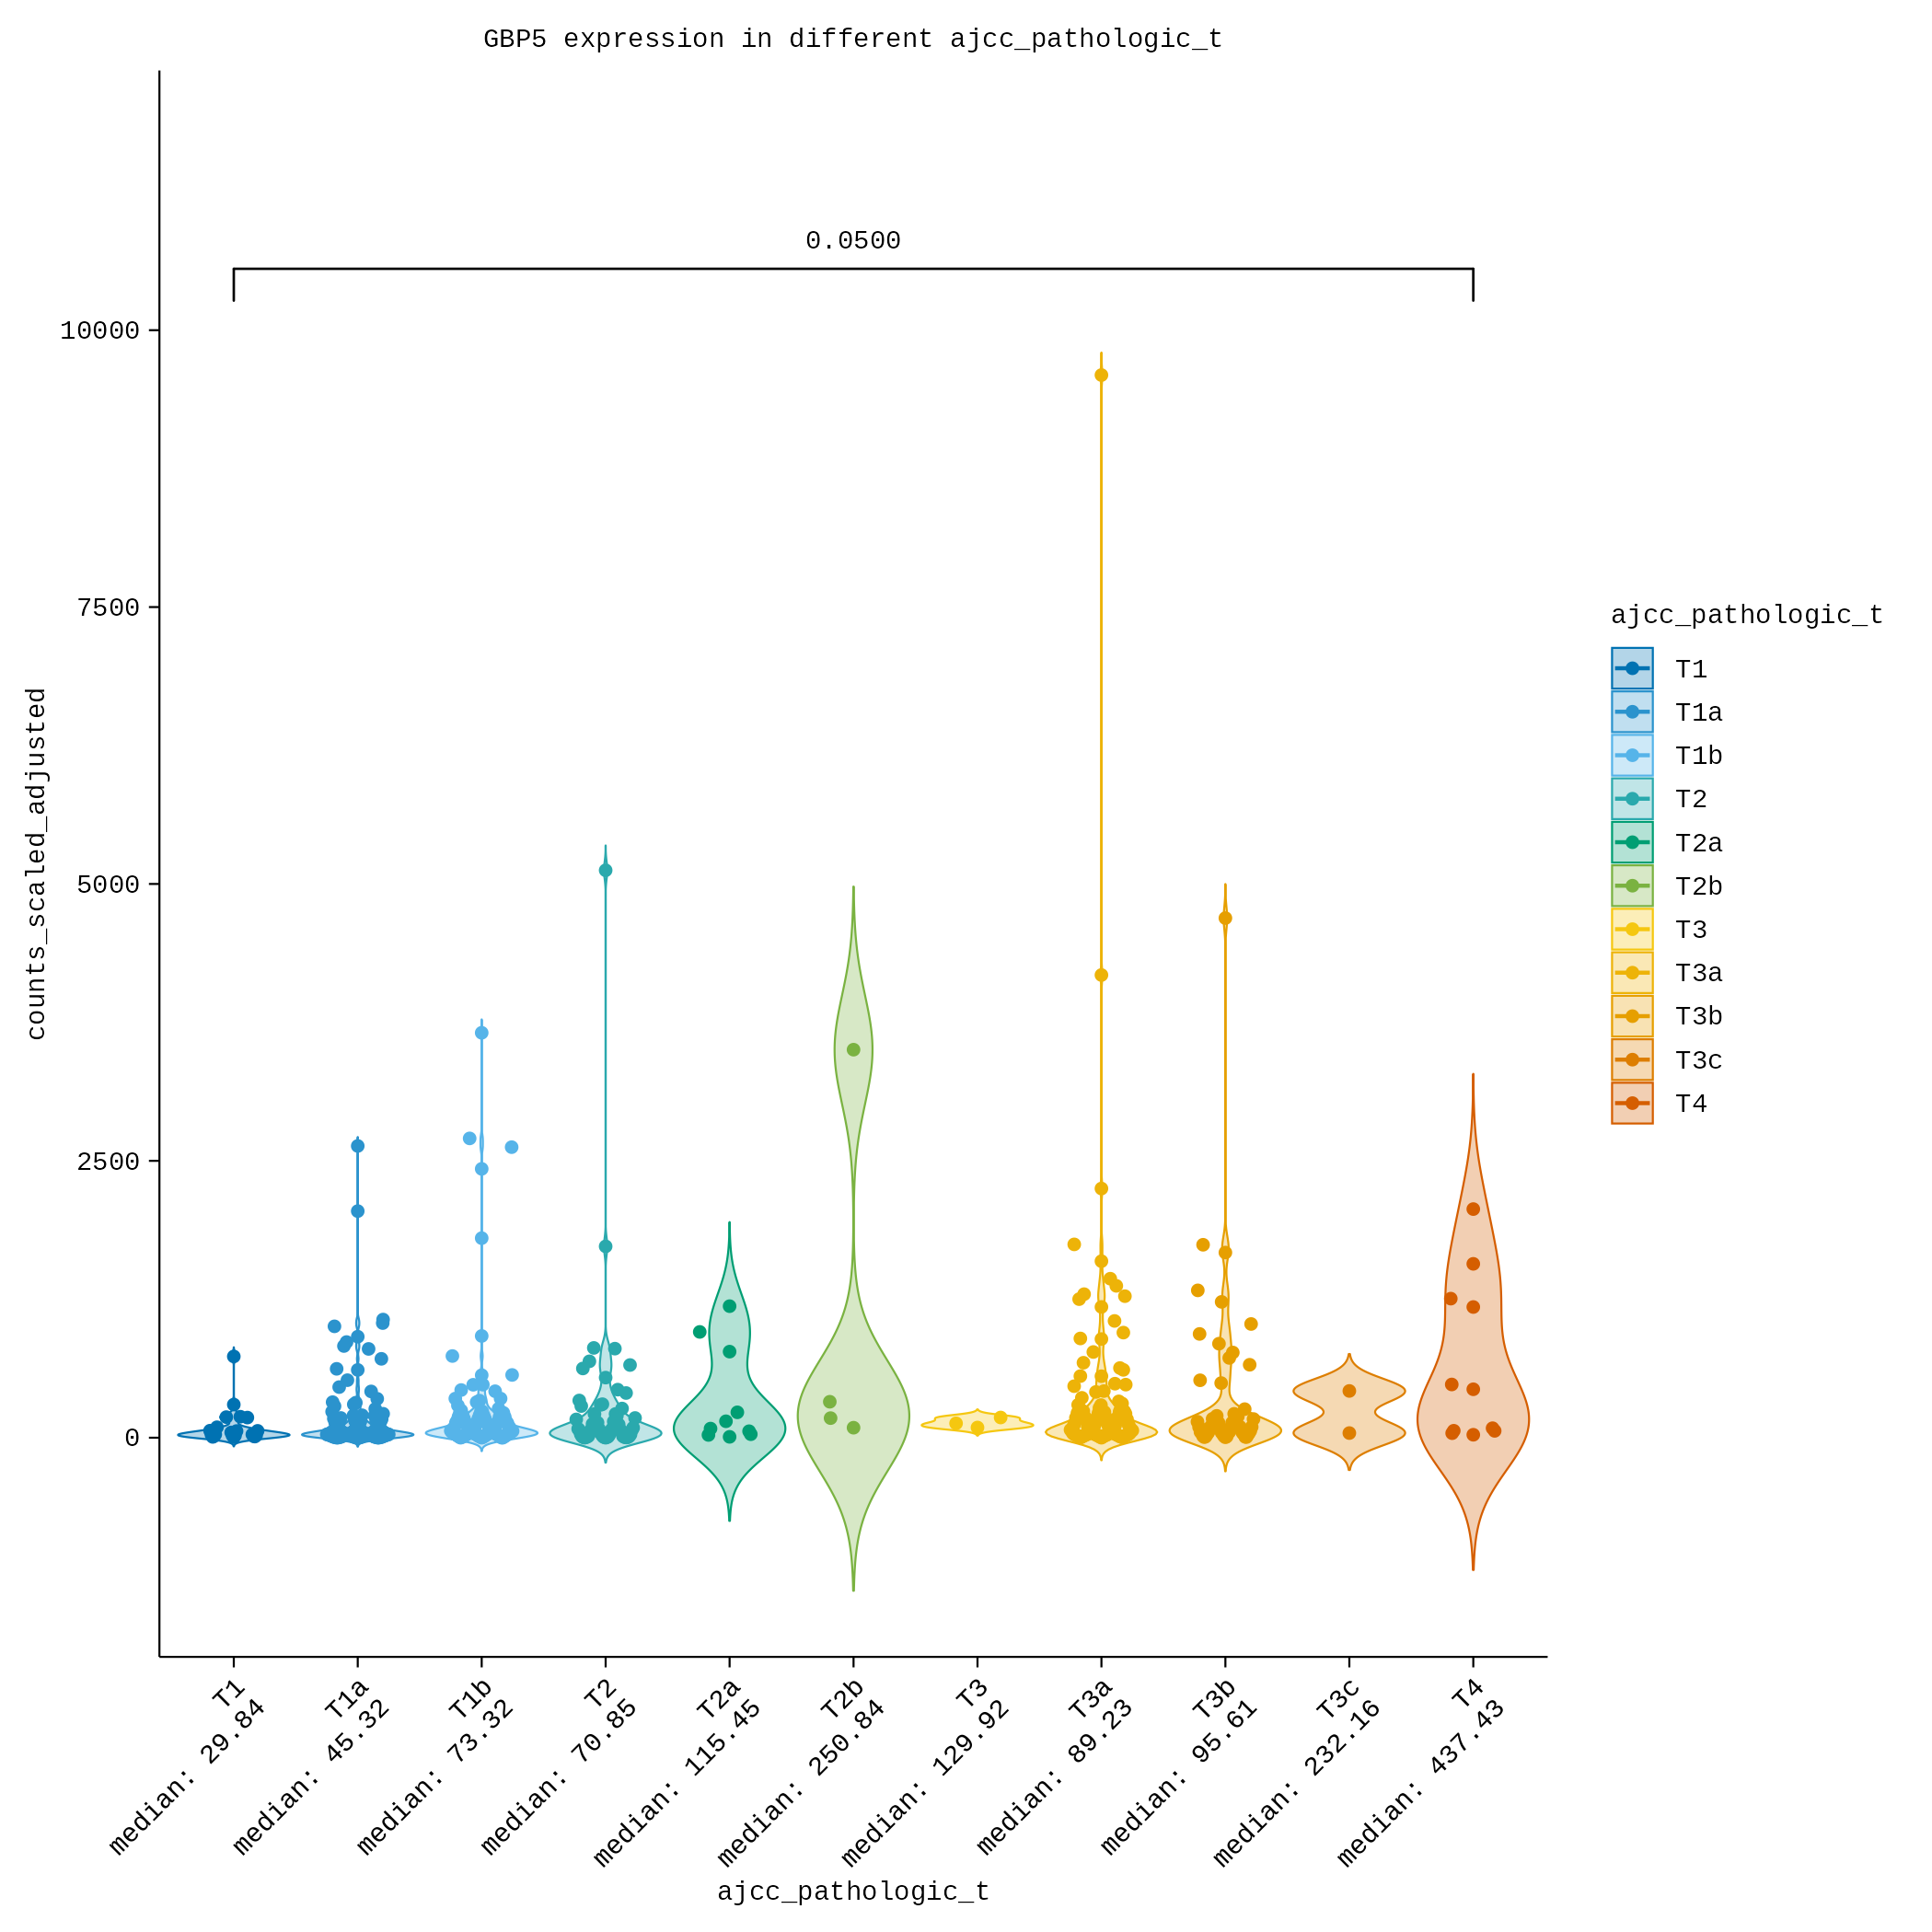 GBP5 expression in different ajcc_pathologic_t
0.0500
10000
7500
5000
2500
0
counts_scaled_adjusted
T1
median: 29.84
T1a
median: 45.32
T1b
median: 73.32
T2
median: 70.85
T2a
median: 115.45
T2b
median: 250.84
T3
median: 129.92
T3a
median: 89.23
T3b
median: 95.61
T3c
median: 232.16
T4
median: 437.43
ajcc_pathologic_t
ajcc_pathologic_t
T1
T1a
T1b
T2
T2a
T2b
T3
T3a
T3b
T3c
T4